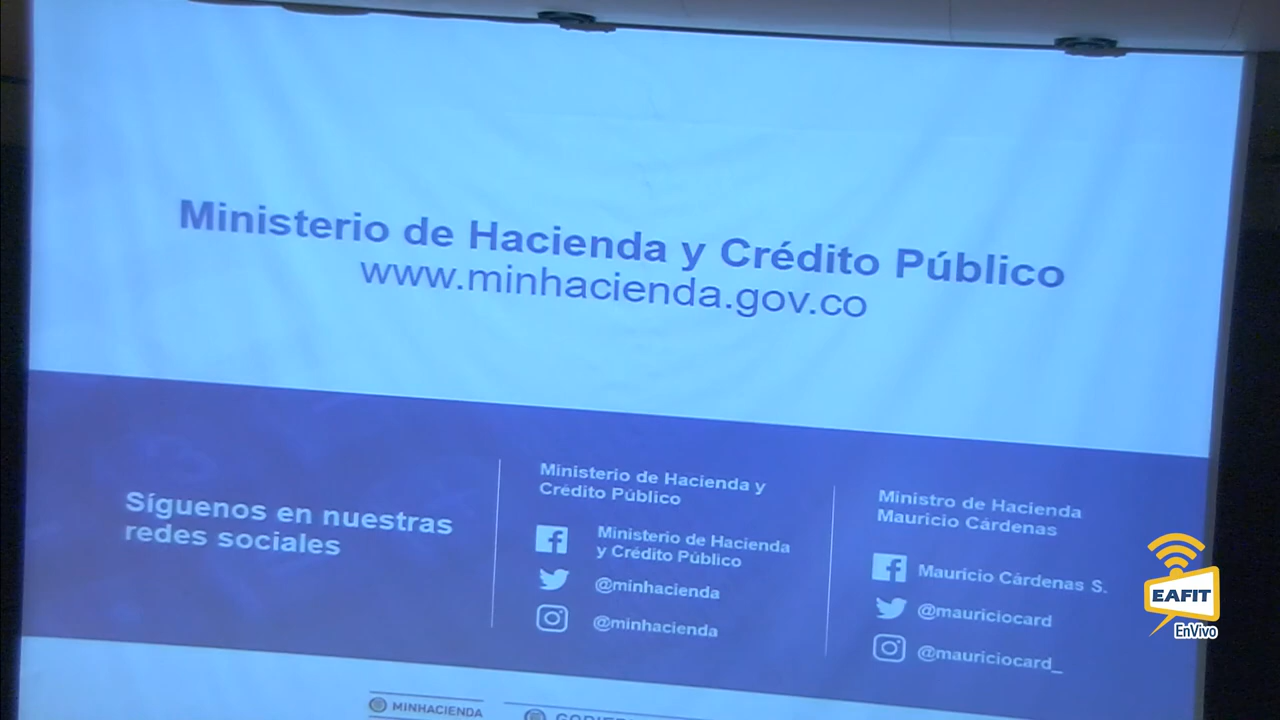 Ministerio de Hacienda y Crédito Público
www.minhacienda.gov.co
Síguenos en nuestras
redes sociales
Ministerio de Hacienda y
Crédito Público
Ministerio de Hacienda
y Crédito Público
@minhacienda
@minhacienda
Ministro de Hacienda
Mauricio Cárdenas
Mauricio Cárdenas S.
@mauriciocard
@mauriciocard_
EAFIT
EnVivo
MINHACIENDA